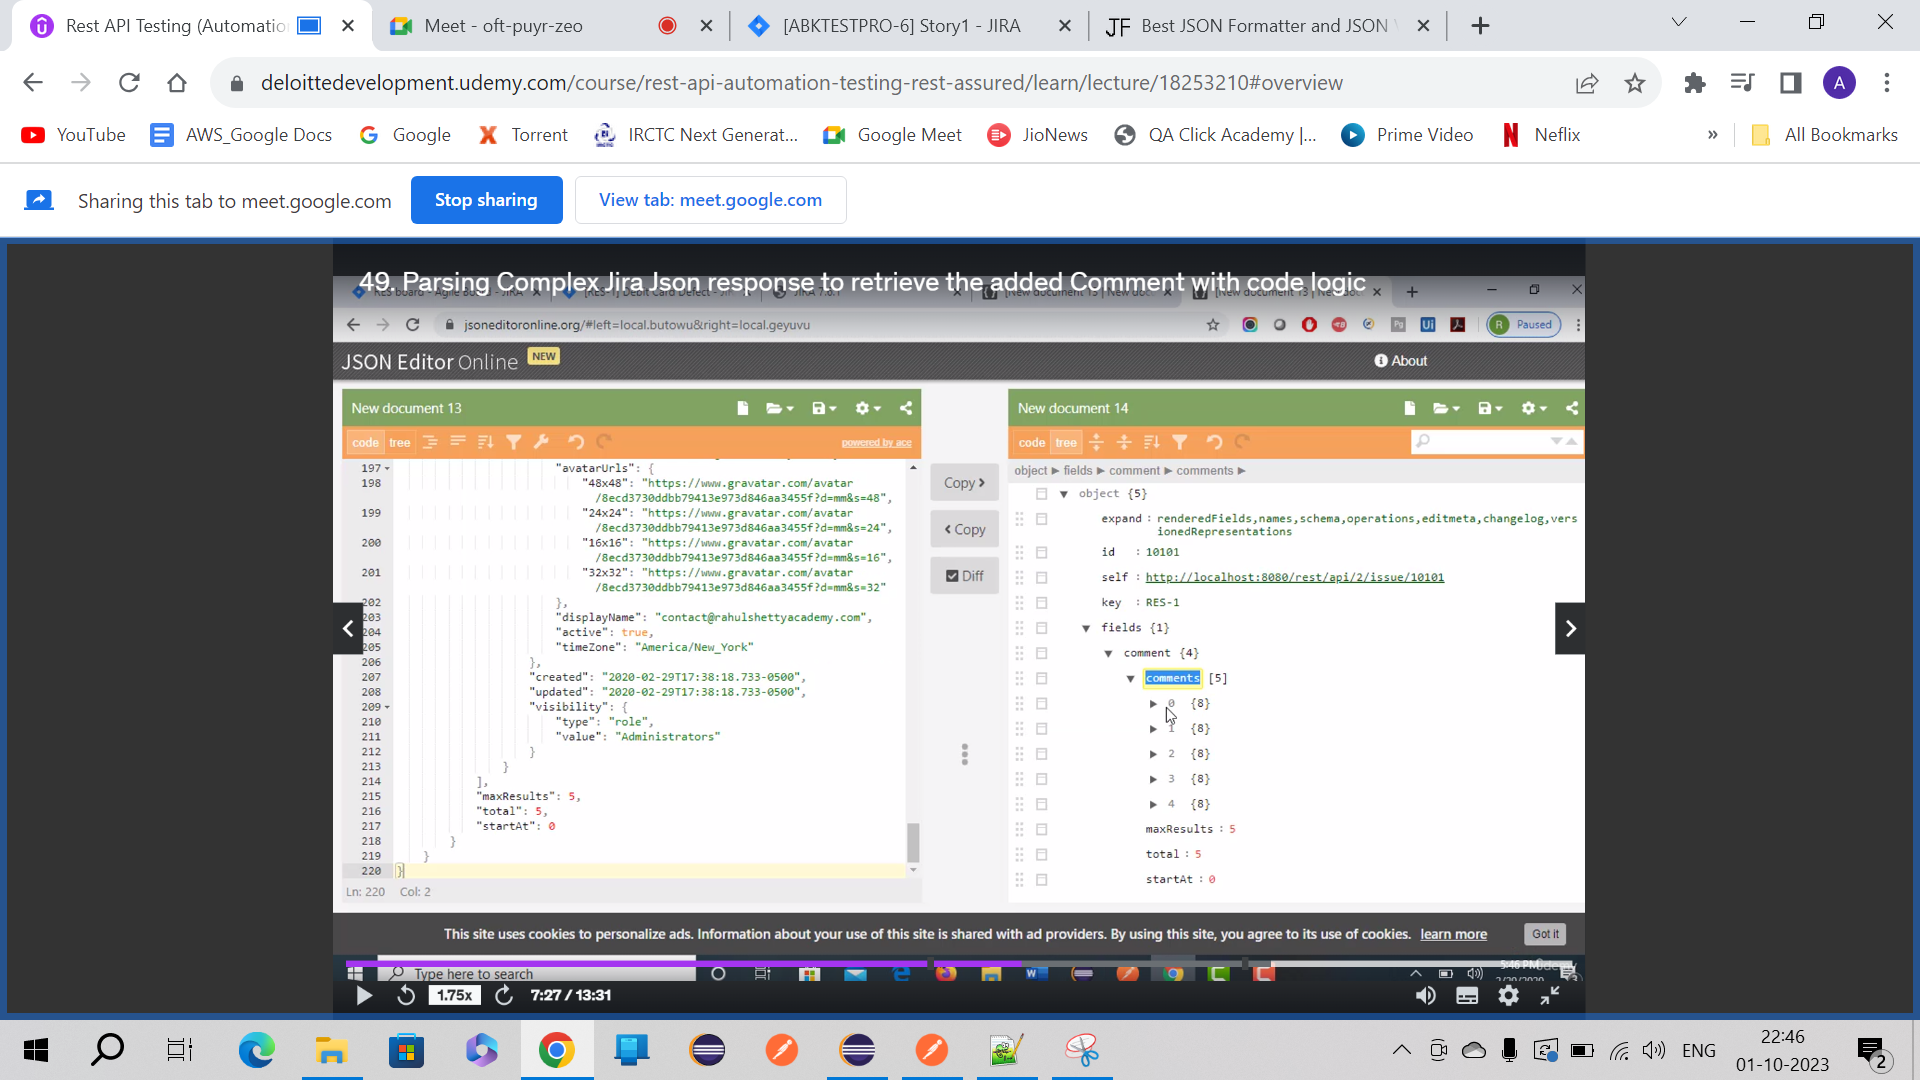 Rest API Testing (Automatio
Meet - oft-puyr-zeo
[ABKTESTPRO-6] Story1 - JIRA
JF Best JSON Formatter and JSON V
deloittedevelopment.udemy.com/course/rest-api-automation-testing-rest-assured/learn/lecture/18253210#overview
A
YouTube
AWS_Google Docs
Google
Torrent
IRCTC Next Generat...
Google Meet
JioNews
QA Click Academy |...
Prime Video
Neflix
»
All Bookmarks
Sharing this tab to meet.google.com
Stop sharing
View tab: meet.google.com
49. Parsing Complex Jira Json response to retrieve the added Comment with code logic
jsoneditoronline.org/#left=local.butowu&right=local.geyuvu
R Paused
JSON Editor Online NEW
About
New document 13
code tree
powered by ace
197 "avatarUrls": {
198 "48x48": "https://www.gravatar.com/avatar
/8ecd3730ddbb79413e973d846aa3455f?d=mm&s=48",
199 "24x24": "https://www.gravatar.com/avatar
/8ecd3730ddbb79413e973d846aa3455f?d=mm&s=24",
200 "16x16": "https://www.gravatar.com/avatar
/8ecd3730ddbb79413e973d846aa3455f?d=mm&s=16",
201 "32x32": "https://www.gravatar.com/avatar
/8ecd3730ddbb79413e973d846aa3455f?d=mm&s=32"
202 },
203 "displayName": "contact@rahulshettyacademy.com",
204 "active": true,
205 "timeZone": "America/New_York"
206 },
207 "created": "2020-02-29T17:38:18.733-0500",
208 "updated": "2020-02-29T17:38:18.733-0500",
209 "visibility": {
210 "type": "role",
211 "value": "Administrators"
212 }
213 }
214 ],
215 "maxResults": 5,
216 "total": 5,
217 "startAt": 0
218 }
219 }
220 }
Ln: 220 Col: 2
Copy >
< Copy
Diff
New document 14
code tree
object ► fields ► comment ► comments ►
object {5}
expand : renderedFields,names,schema,operations,editmeta,changelog,vers
ionedRepresentations
id : 10101
self : http://localhost:8080/rest/api/2/issue/10101
key : RES-1
fields {1}
comment {4}
comments [5]
0 {8}
1 {8}
2 {8}
3 {8}
4 {8}
maxResults : 5
total : 5
startAt : 0
This site uses cookies to personalize ads. Information about your use of this site is shared with ad providers. By using this site, you agree to its use of cookies. learn more
Got it
Type here to search
5:46 PM
1.75x
7:27 / 13:31
ENG
22:46
01-10-2023
2